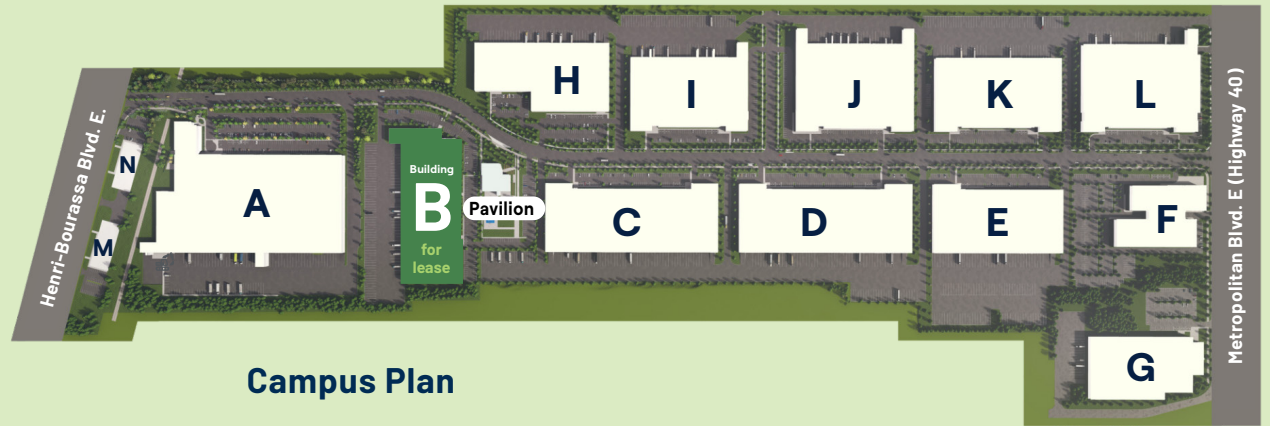 H
I
J
K
L
Henri-Bourassa Blvd. E.
N
M
A
Building
B
for
lease
Pavilion
C
D
E
F
G
Metropolitan Blvd. E (Highway 40)
Campus Plan